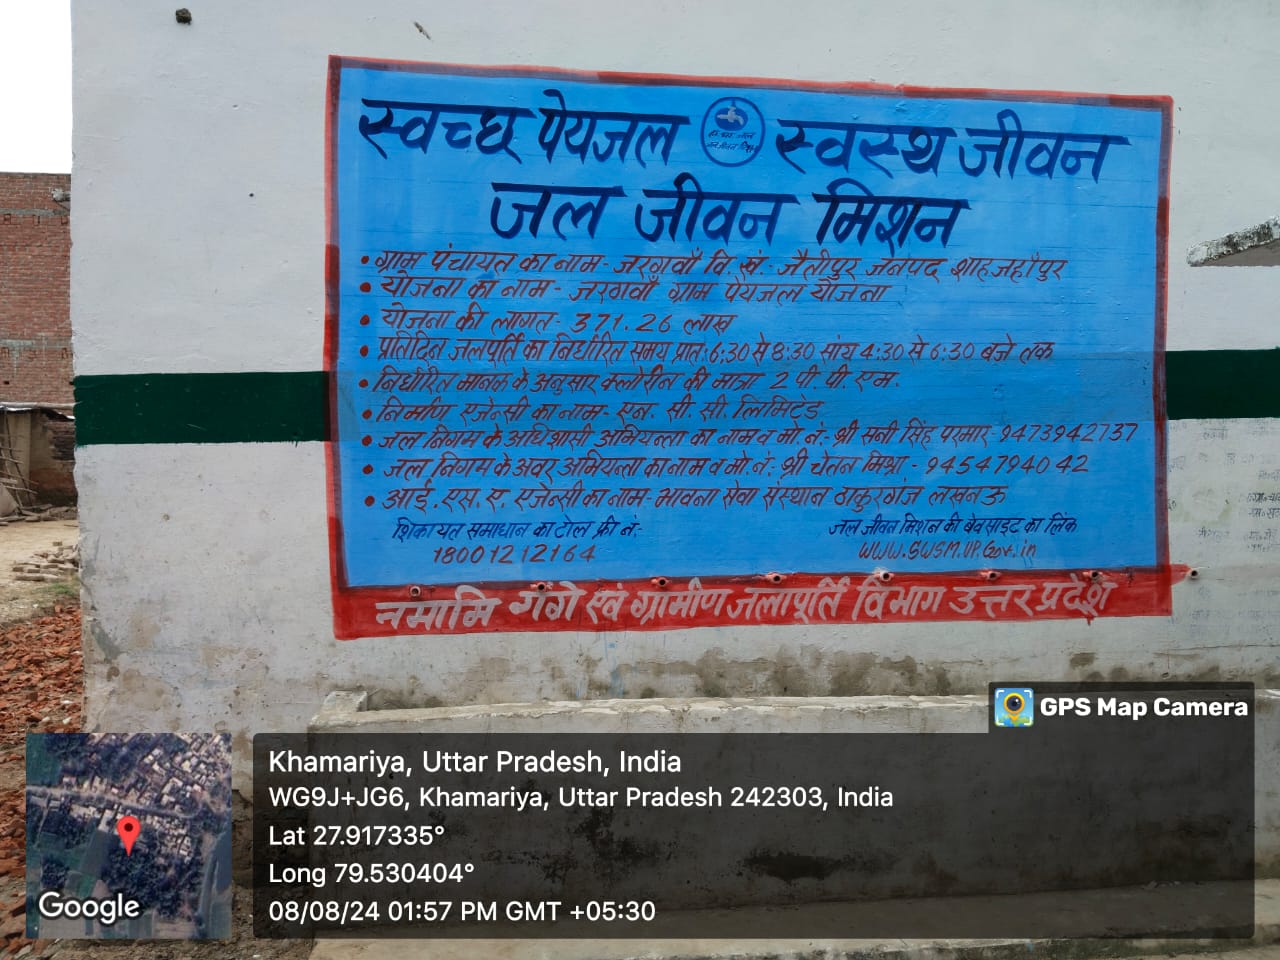 स्वच्छ पेयजल स्वस्थ जीवन
जल जीवन मिशन
• ग्राम पंचायत का नाम- जरगवाँ वि.खं.- जैतीपुर जनपद शाहजहाँपुर
• योजना का नाम- जरगवाँ ग्राम पेयजल योजना
• योजना की लागत- 371.26 लाख
• प्रतिदिन जलपूर्ति का निर्धारित समय प्रात: 6:30 से 8:30 सांय 4:30 से 6:30 बजे तक
• निर्धारित मानक के अनुसार क्लोरीन की मात्रा 2 पी.पी.एम.
• निर्माण एजेन्सी का नाम- एन. सी. सी. लिमिटेड
• जल निगम के अधिशासी अभियन्ता का नाम व मो. नं.- श्री सनी सिंह परमार- 9473942737
• जल निगम के अवर अभियन्ता का नाम व मो. नं.- श्री चेतन मिश्रा - 9454794042
• आई.एस.ए. एजेन्सी का नाम- भावना सेवा संस्थान ठाकुरगंज लखनऊ
शिकायत समाधान का टोल फ्री नं.-
18001212164
जल जीवन मिशन की वेबसाइट का लिंक
WWW.SWSM.UP.Gov.in
नमामि गंगे एवं ग्रामीण जलापूर्ति विभाग उत्तर प्रदेश
GPS Map Camera
Khamariya, Uttar Pradesh, India
WG9J+JG6, Khamariya, Uttar Pradesh 242303, India
Lat 27.917335°
Long 79.530404°
08/08/24 01:57 PM GMT +05:30
Google